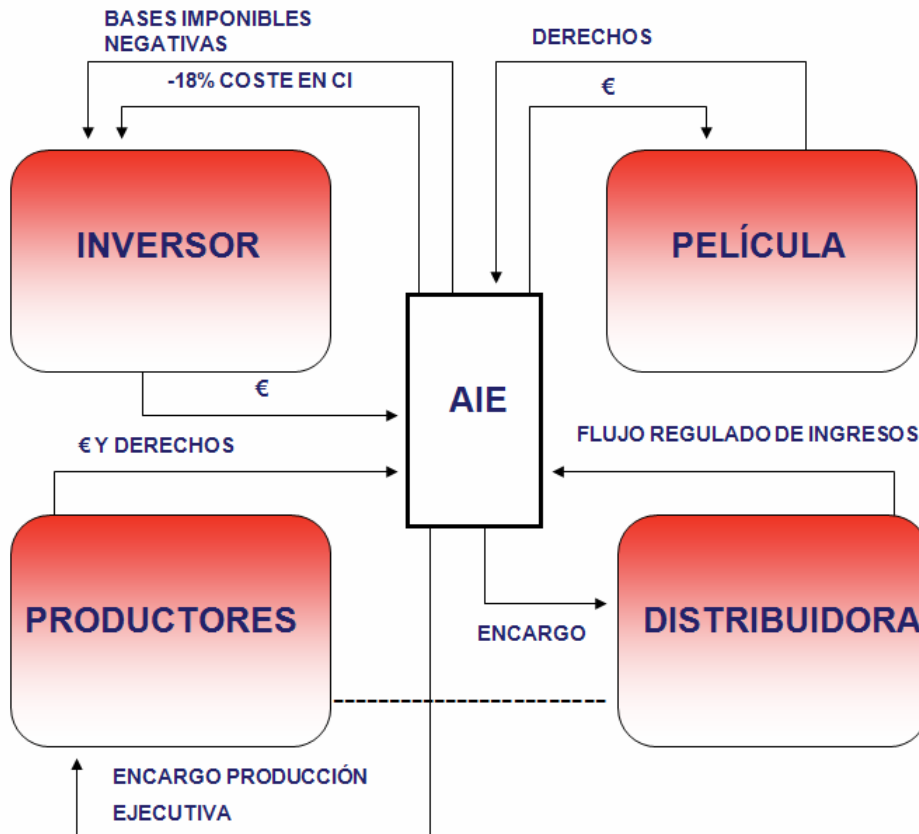 BASES IMPONIBLES
NEGATIVAS
DERECHOS
-18% COSTE EN CI
€
INVERSOR
PELÍCULA
€
AIE
€ Y DERECHOS
FLUJO REGULADO DE INGRESOS
PRODUCTORES
DISTRIBUIDORA
ENCARGO
ENCARGO PRODUCCIÓN
EJECUTIVA